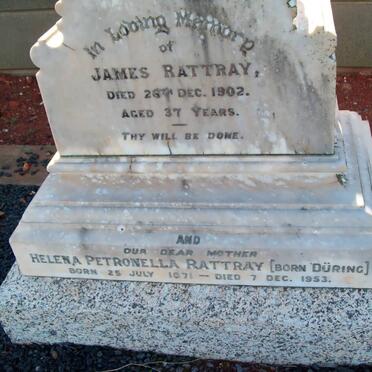 In Loving Memory
of
JAMES RATTRAY,
DIED 26TH DEC. 1902.
AGED 37 YEARS.
THY WILL BE DONE.
AND
OUR DEAR MOTHER
HELENA PETRONELLA RATTRAY [BORN DÜRING]
BORN 25 JULY 1871 – DIED 7 DEC. 1953.